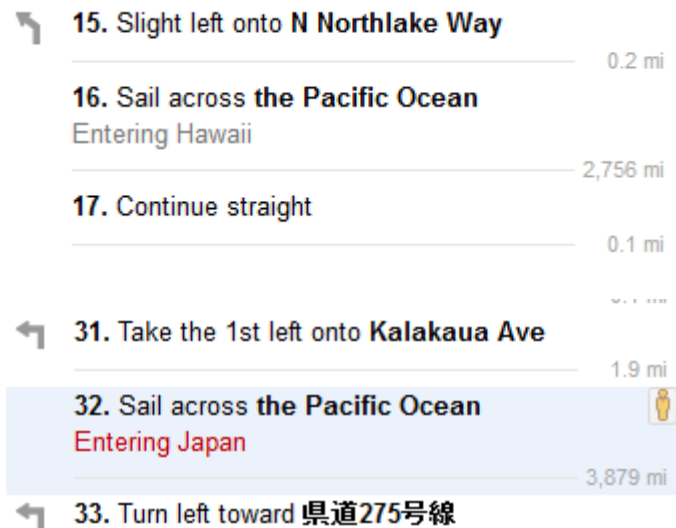 15. Slight left onto N Northlake Way
0.2 mi
16. Sail across the Pacific Ocean
Entering Hawaii
2,756 mi
17. Continue straight
0.1 mi
31. Take the 1st left onto Kalakaua Ave
1.9 mi
32. Sail across the Pacific Ocean
Entering Japan
3,879 mi
33. Turn left toward 県道275号線